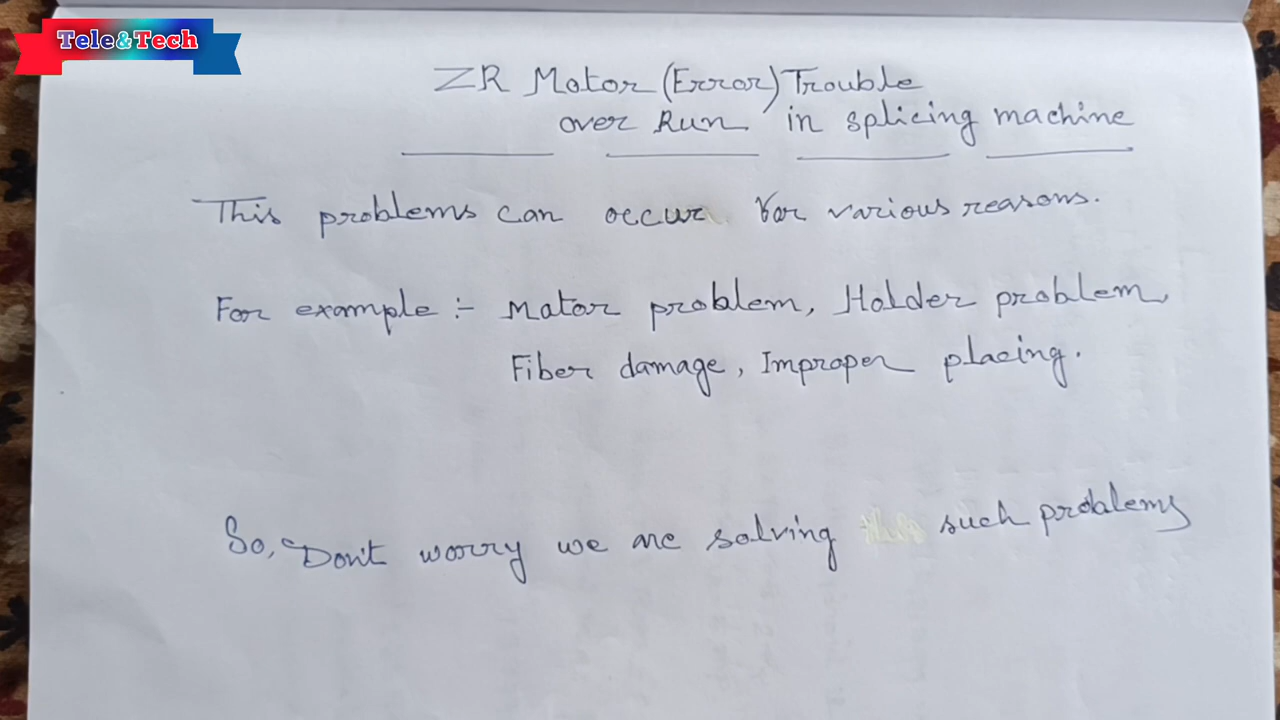 Tele&Tech
ZR Motor (Error) Trouble
over Run in splicing machine
This problems can occur for various reasons.
For example :- Motor problem, Holder problem,
Fiber damage, Improper placing.
So, Don't worry we are solving such problems